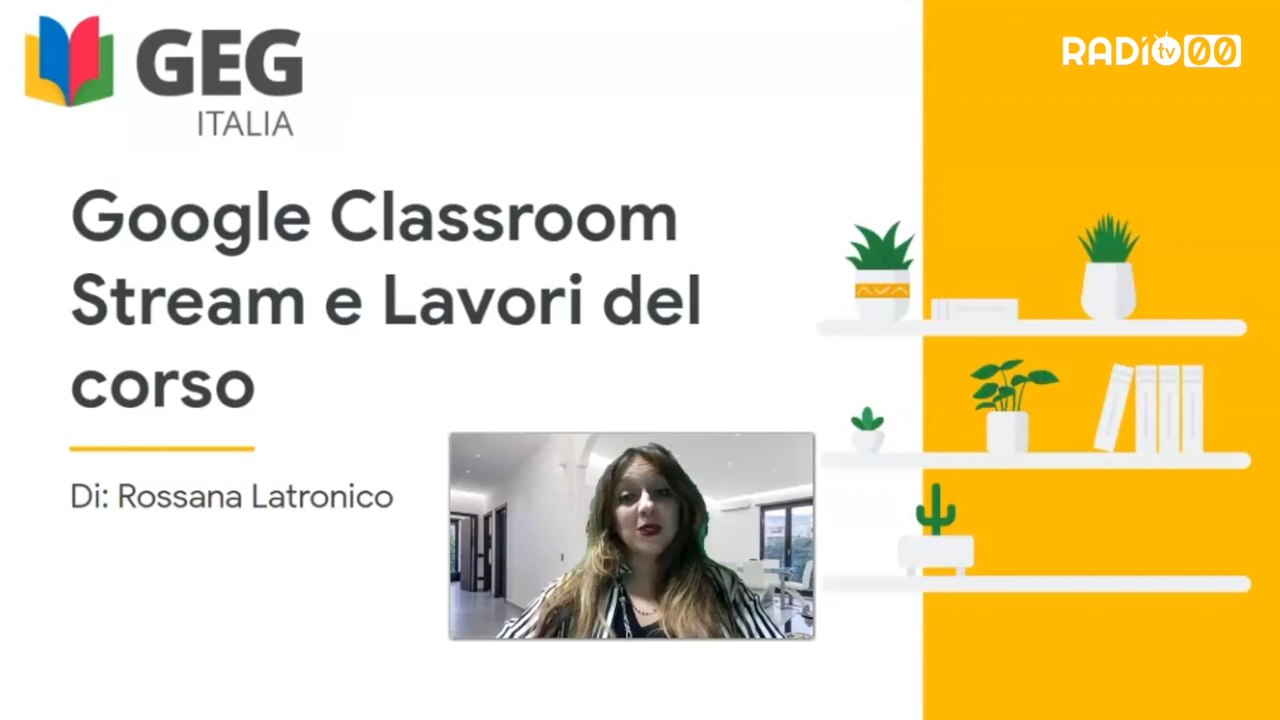 GEG
ITALIA
RADIO tv 00
Google Classroom
Stream e Lavori del
corso
Di: Rossana Latronico